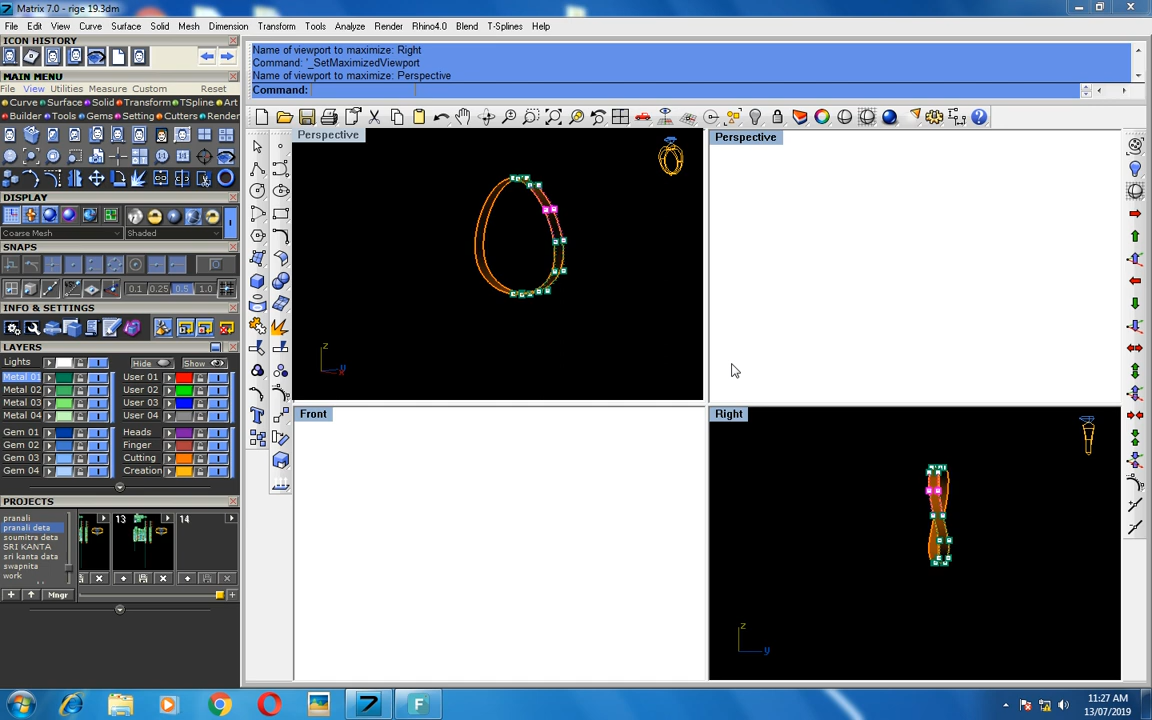 Matrix 7.0 - rige 19.3dm
File Edit View Curve Surface Solid Mesh Dimension Transform Tools Analyze Render Rhino4.0 Blend T-Splines Help
ICON HISTORY
MAIN MENU
File View Utilities Measure Custom Reset
Curve Surface Solid Transform TSpline Art
Builder Tools Gems Setting Cutters Render
DISPLAY
Coarse Mesh Shaded
SNAPS
0.1 0.25 0.5 1.0
INFO & SETTINGS
LAYERS
Lights Hide Show
Metal 01 User 01
Metal 02 User 02
Metal 03 User 03
Metal 04 User 04
Gem 01 Heads
Gem 02 Finger
Gem 03 Cutting
Gem 04 Creation
PROJECTS
pranali
pranali deta
soumitra deta
SRI KANTA
sri kanta data
swapnita
work
13 14
Mngr
Name of viewport to maximize: Right
Command: '_SetMaximizedViewport
Name of viewport to maximize: Perspective
Command:
Perspective
z
y
x
Perspective
Front
Right
z
y
F
11:27 AM
13/07/2019